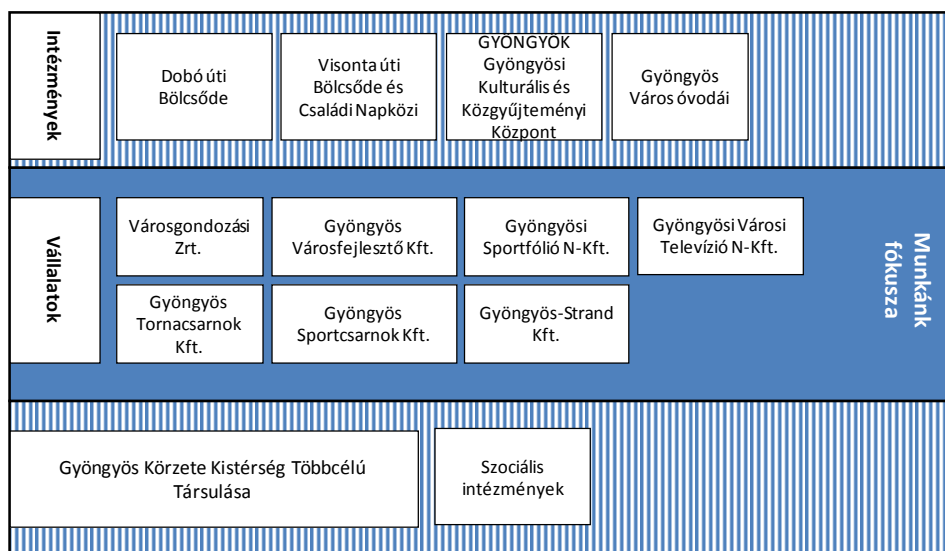 Intézmények
Dobó úti
Bölcsőde
Visonta úti
Bölcsőde és
Családi Napközi
GYÖNGYÖK
Gyöngyösi
Kulturális és
Közgyűjteményi
Központ
Gyöngyös
Város óvodái
Vállalatok
Városgondozási
Zrt.
Gyöngyös
Városfejlesztő Kft.
Gyöngyösi
Sportfólió N-Kft.
Gyöngyösi Városi
Televízió N-Kft.
Gyöngyös
Tornacsarnok
Kft.
Gyöngyös
Sportcsarnok Kft.
Gyöngyös-Strand
Kft.
Munkánk
fókusza
Gyöngyös Körzete Kistérség Többcélú
Társulása
Szociális
intézmények